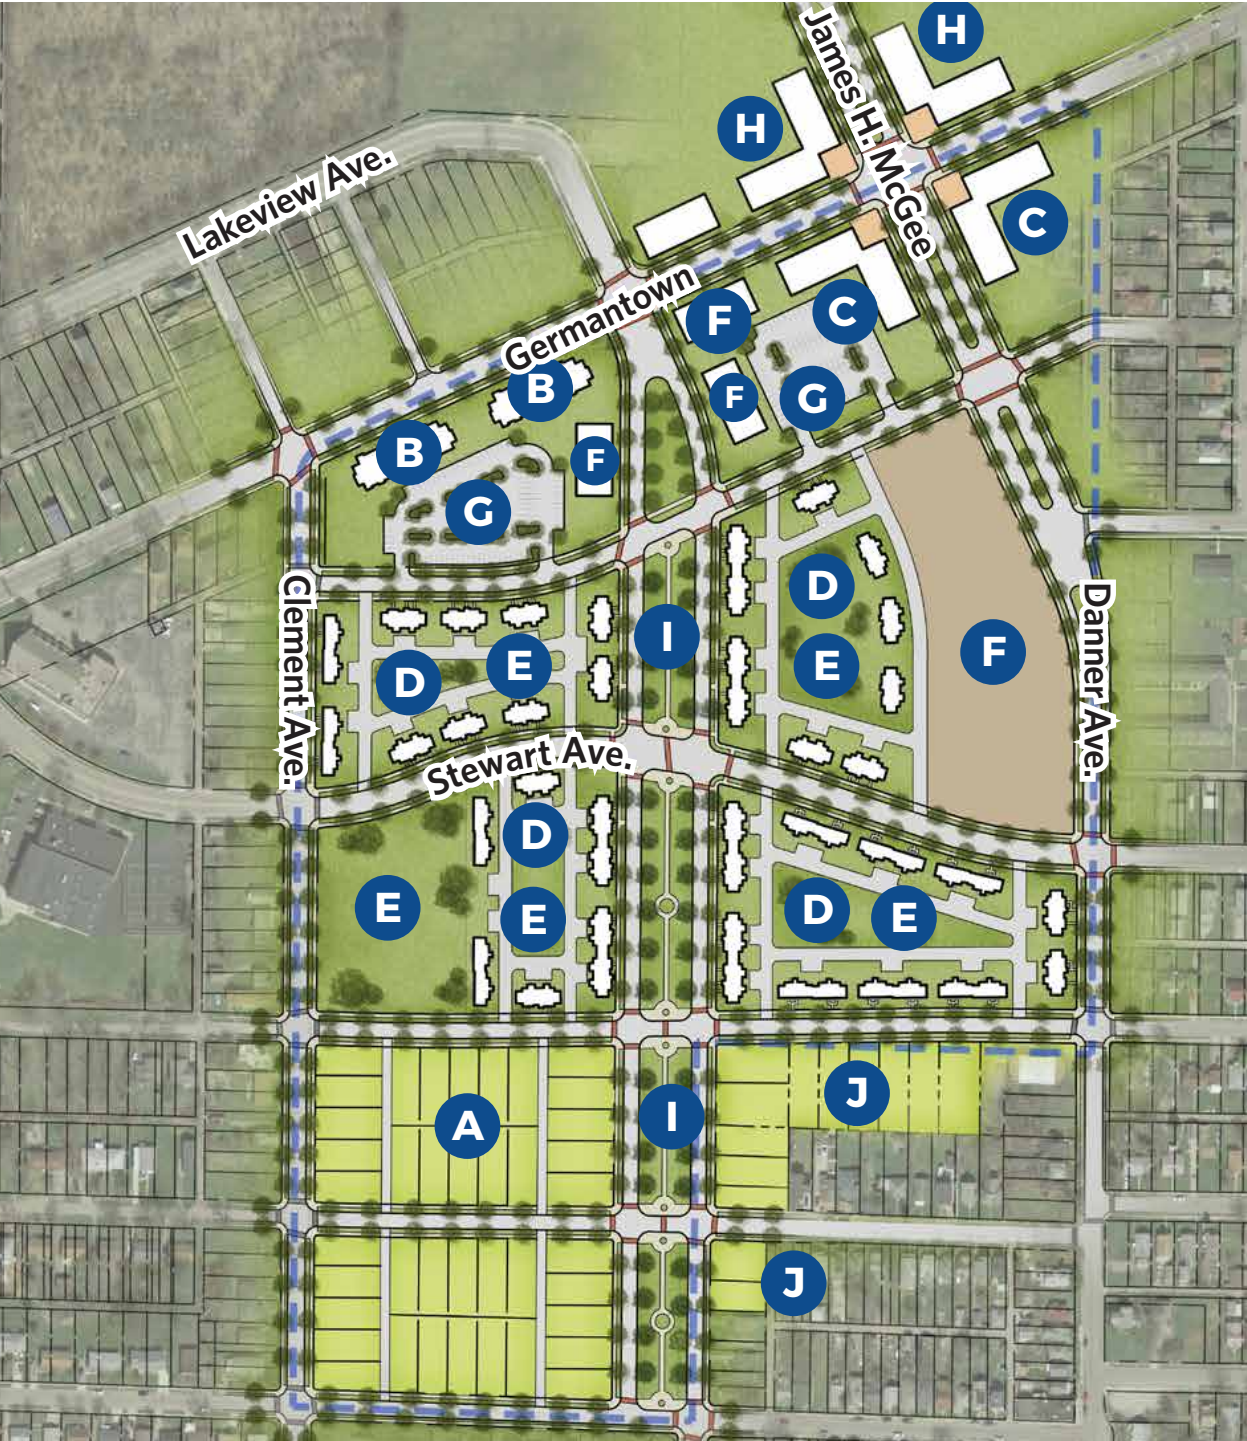 H
James H. McGee
H
Lakeview Ave.
C
Germantown
F
C
B
F
G
B
F
G
Clement Ave.
D
Danner Ave.
I
D
E
E
F
Stewart Ave.
D
E
E
D
E
A
I
J
J